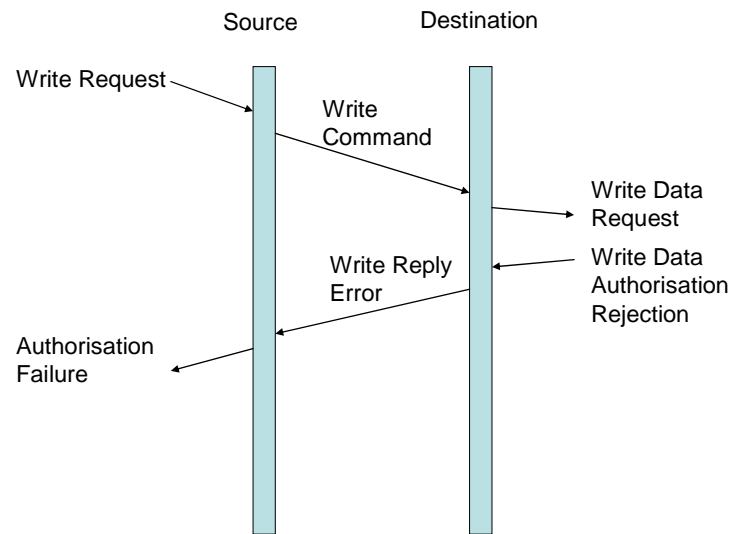 Source
Destination
Write Request
Write
Command
Write Data
Request
Write Reply
Error
Write Data
Authorisation
Rejection
Authorisation
Failure